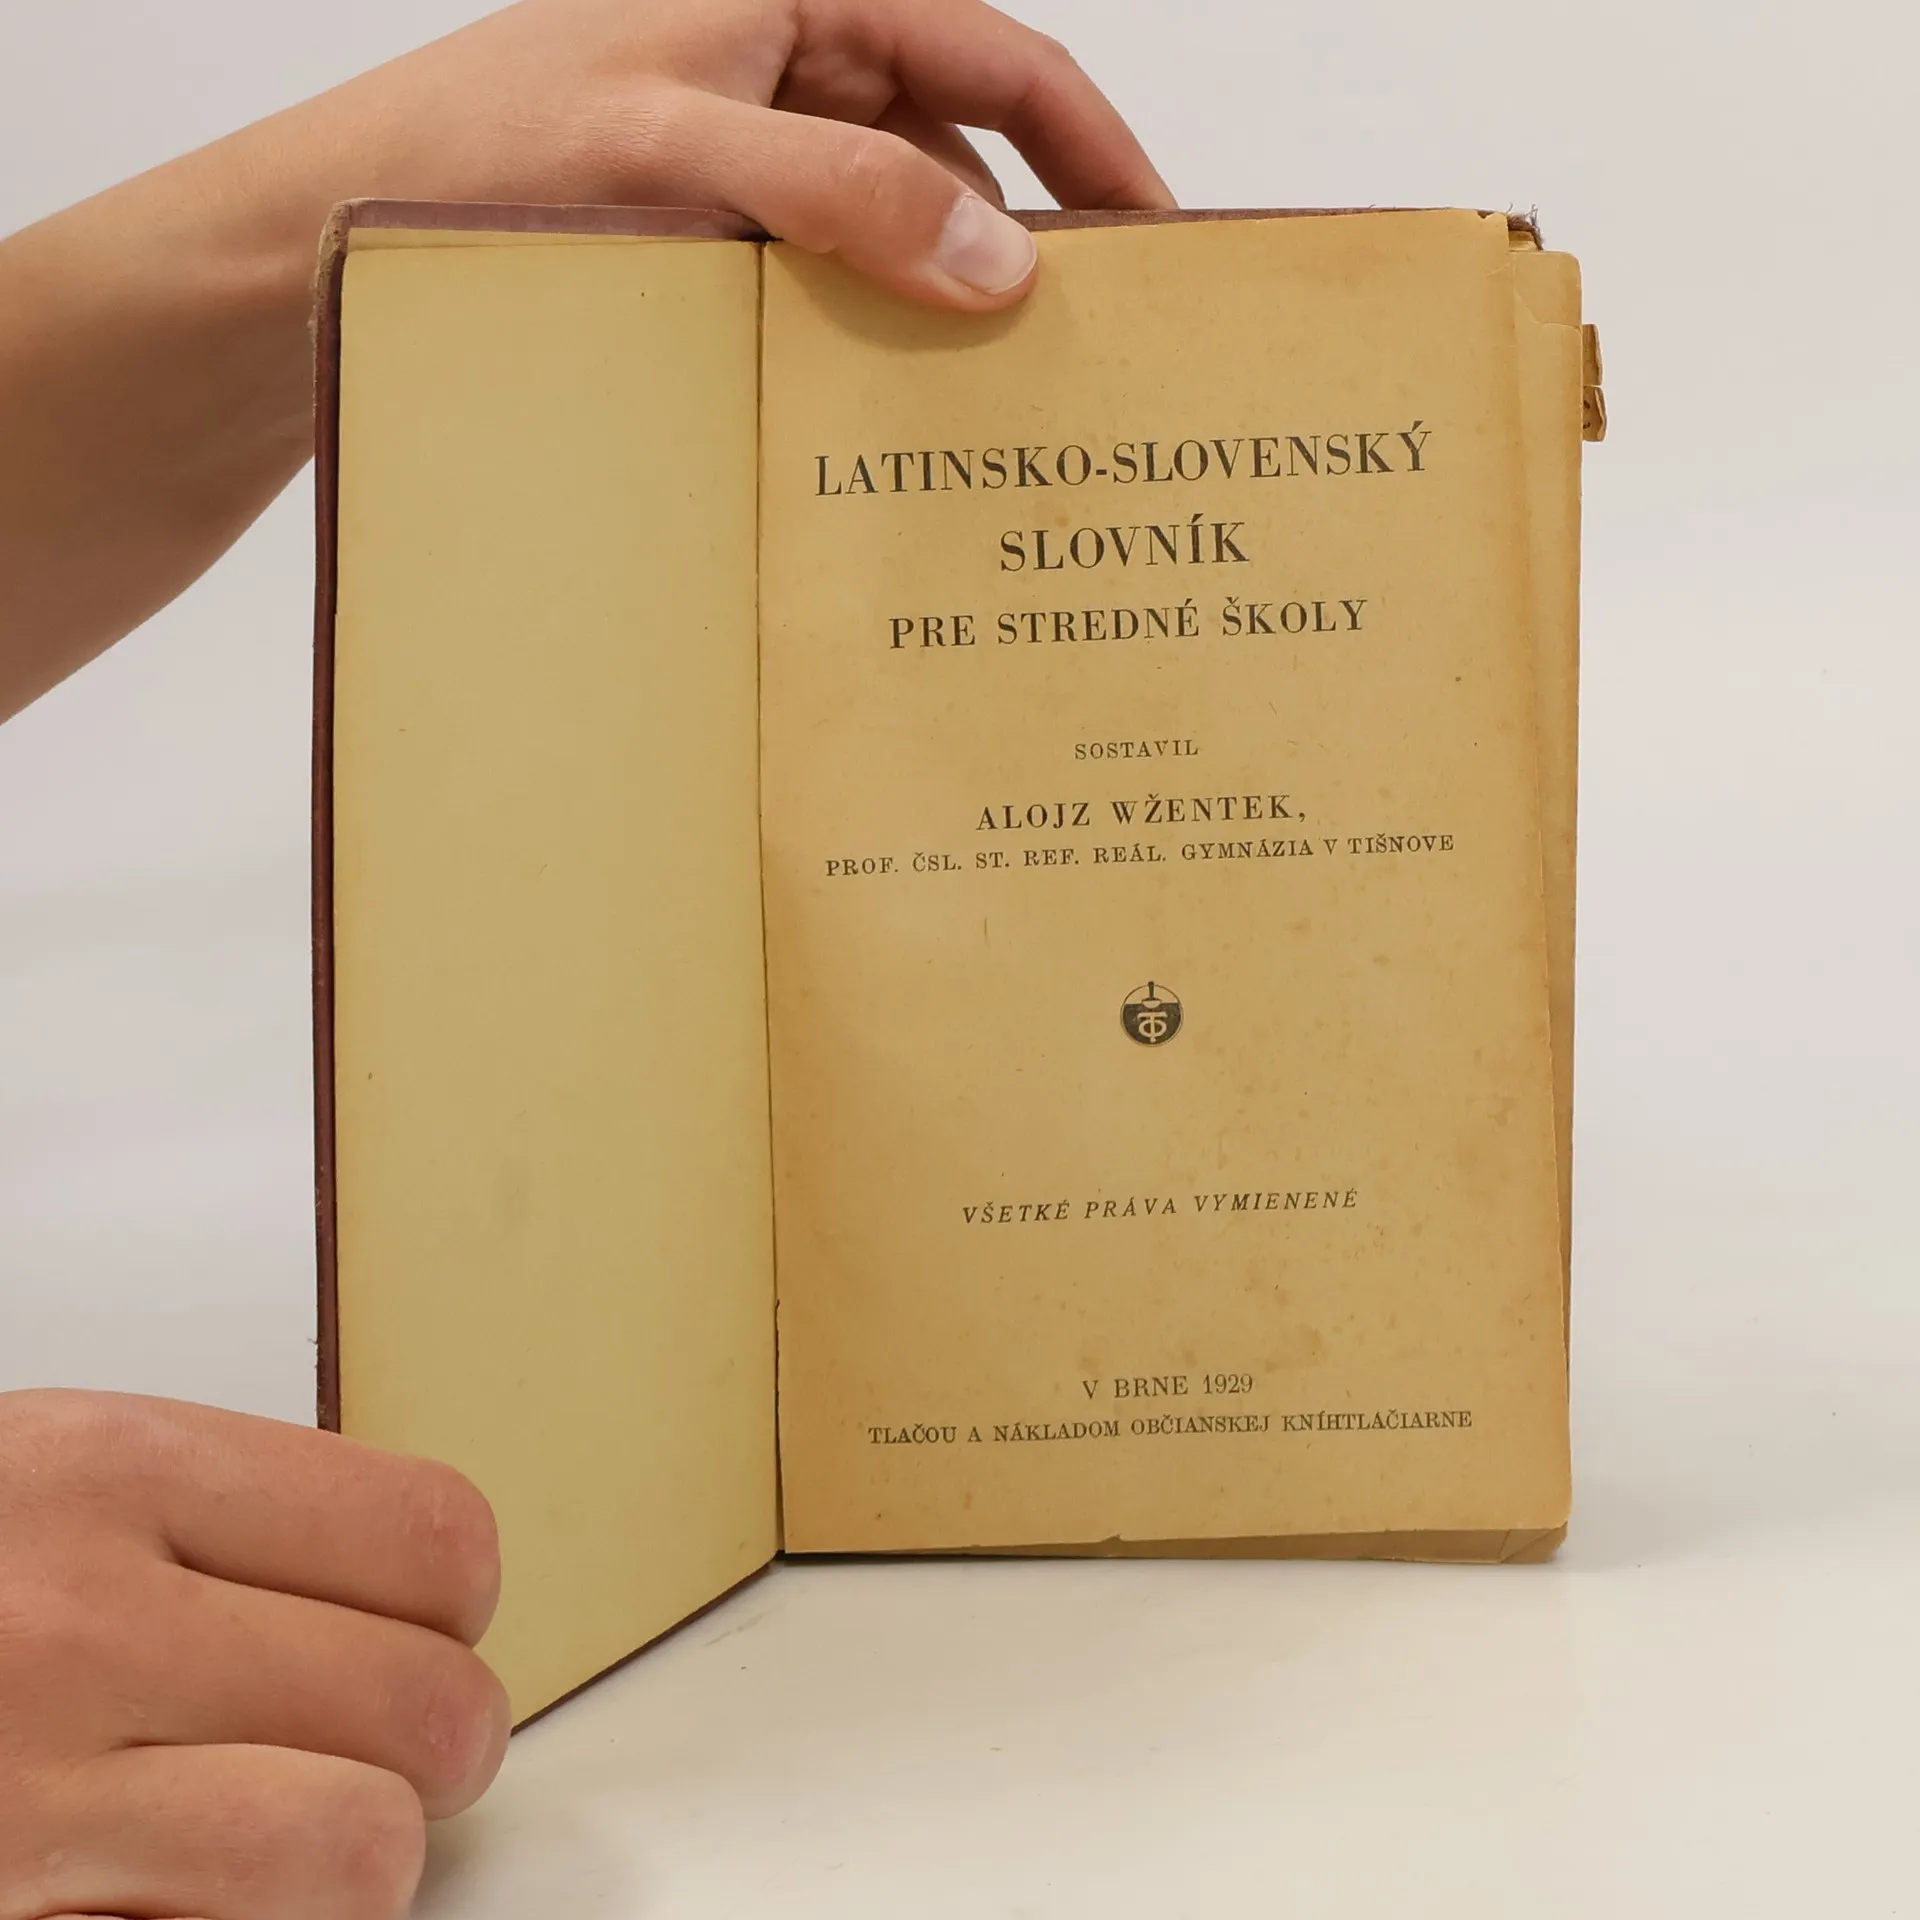 LATINSKO-SLOVENSKÝ
SLOVNÍK
PRE STREDNÉ ŠKOLY
SOSTAVIL
ALOJZ WŽENTEK,
PROF. ČSL. ST. REF. REÁL. GYMNÁZIA V TIŠNOVE
VŠETKÉ PRÁVA VYMIENENÉ
V BRNE 1929
TLAČOU A NÁKLADOM OBČIANSKEJ KNÍHTLAČIARNE